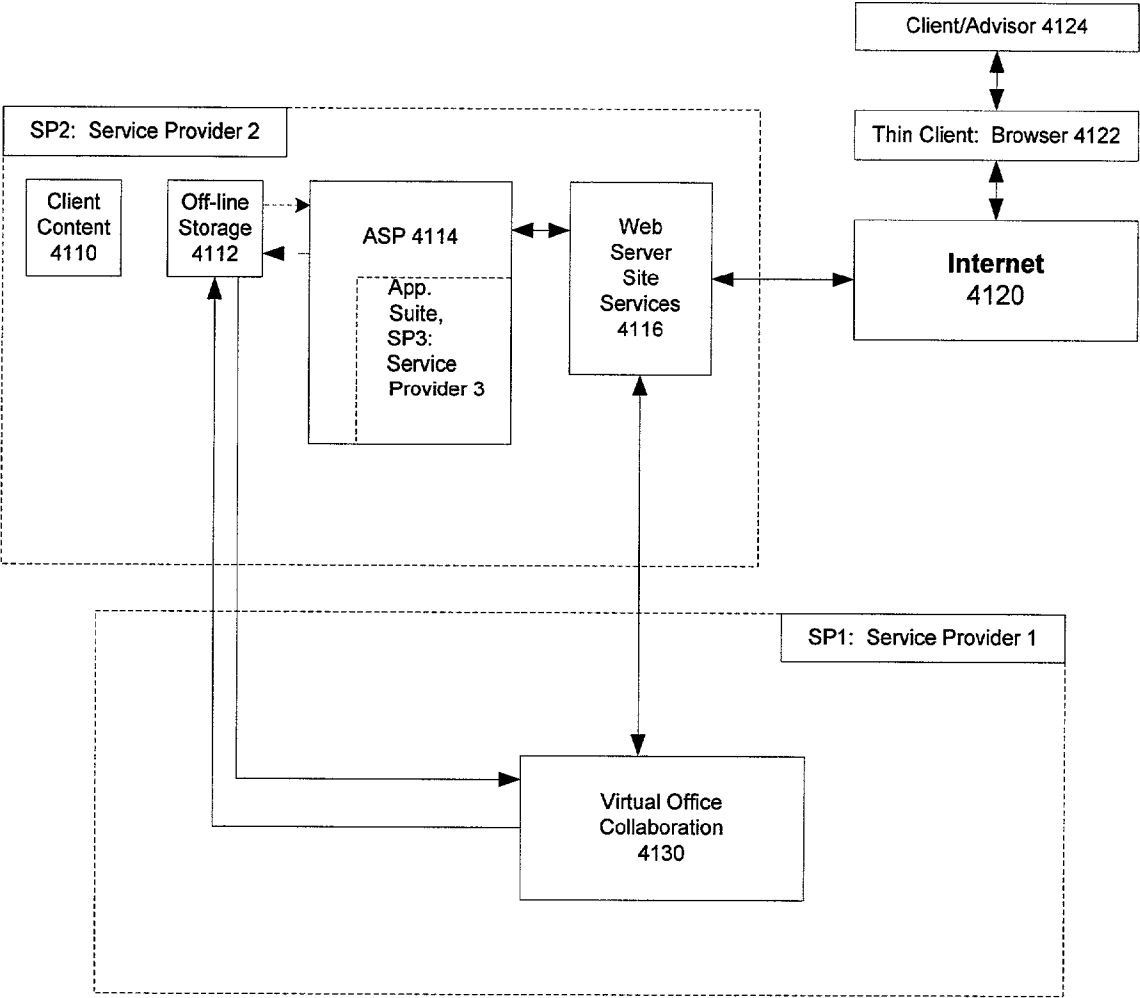 Client/Advisor 4124
SP2: Service Provider 2
Thin Client: Browser 4122
Client
Content
4110
Off-line
Storage
4112
ASP 4114
App.
Suite,
SP3:
Service
Provider 3
Web
Server
Site
Services
4116
Internet
4120
SP1: Service Provider 1
Virtual Office
Collaboration
4130